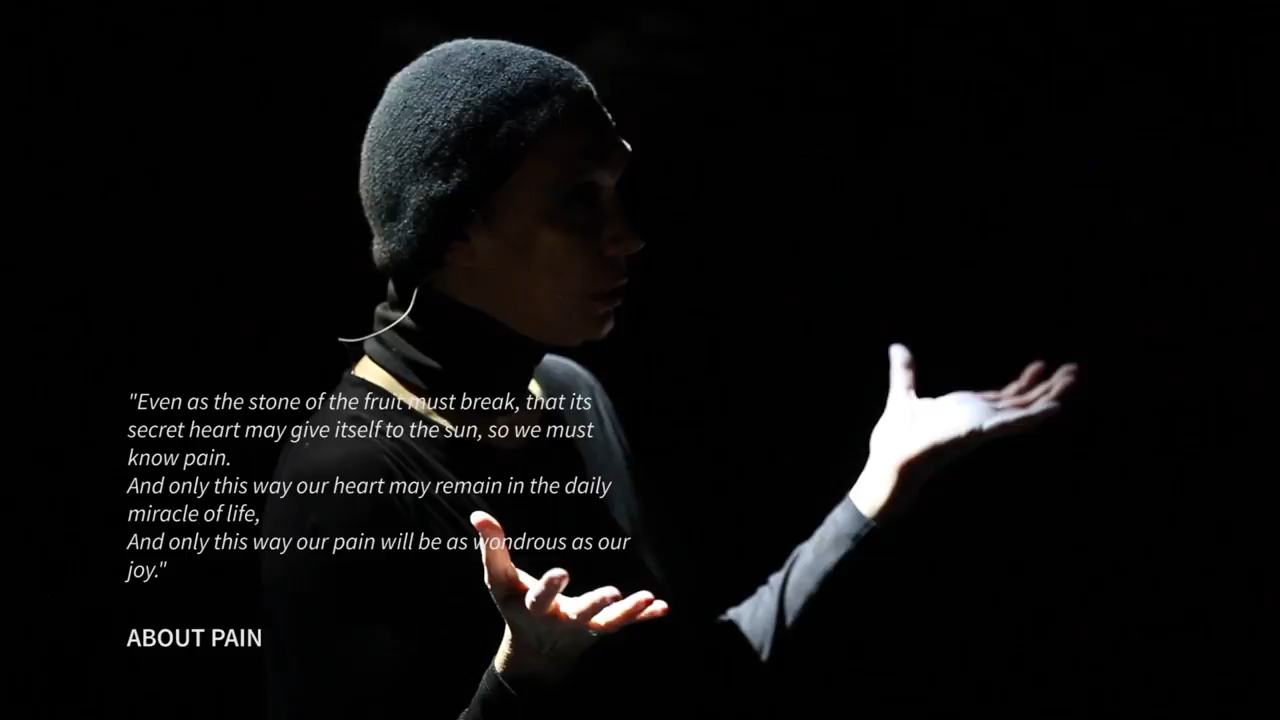 "Even as the stone of the fruit must break, that its
secret heart may give itself to the sun, so we must
know pain.
And only this way our heart may remain in the daily
miracle of life,
And only this way our pain will be as wondrous as our
joy."
ABOUT PAIN